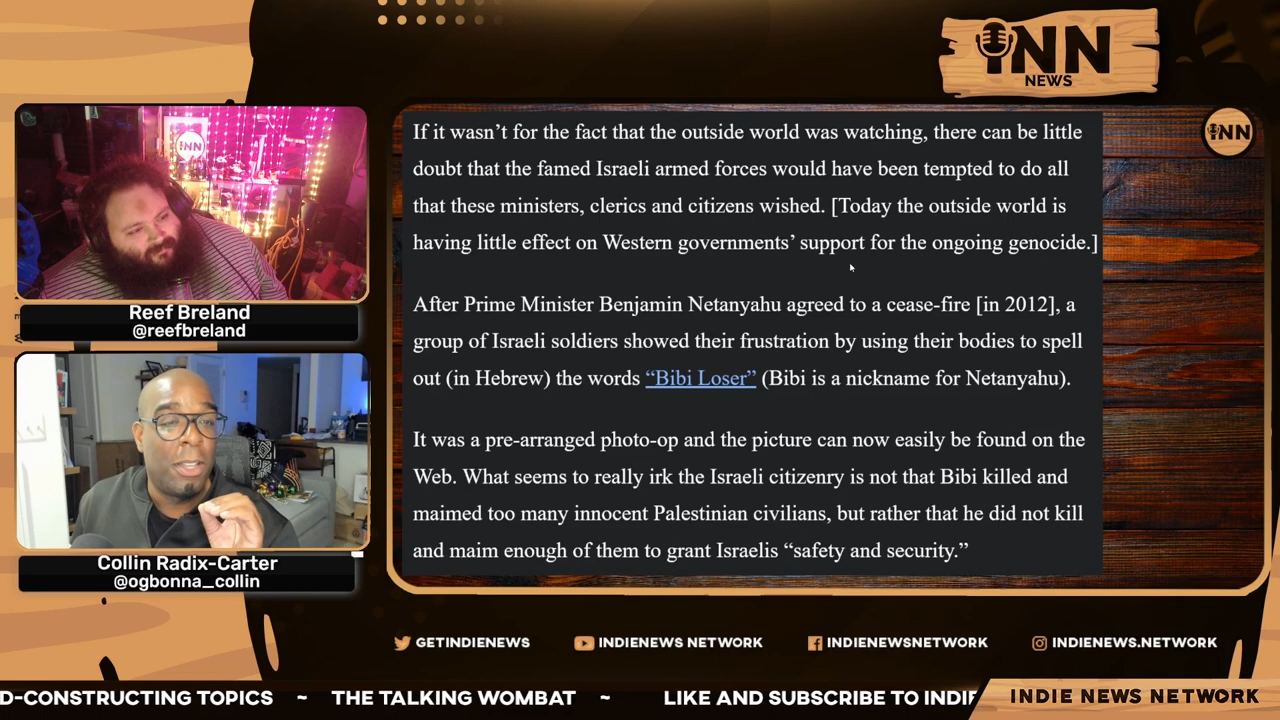 INN
NEWS
INN
INN
If it wasn't for the fact that the outside world was watching, there can be little
doubt that the famed Israeli armed forces would have been tempted to do all
that these ministers, clerics and citizens wished. [Today the outside world is
having little effect on Western governments' support for the ongoing genocide.]
After Prime Minister Benjamin Netanyahu agreed to a cease-fire [in 2012], a
group of Israeli soldiers showed their frustration by using their bodies to spell
out (in Hebrew) the words “Bibi Loser” (Bibi is a nickname for Netanyahu).
It was a pre-arranged photo-op and the picture can now easily be found on the
Web. What seems to really irk the Israeli citizenry is not that Bibi killed and
maimed too many innocent Palestinian civilians, but rather that he did not kill
and maim enough of them to grant Israelis “safety and security.”
Reef Breland
@reefbreland
Collin Radix-Carter
@ogbonna_collin
GETINDIENEWS
INDIENEWS NETWORK
INDIENEWSNETWORK
INDIENEWS.NETWORK
D-CONSTRUCTING TOPICS ~ THE TALKING WOMBAT ~ LIKE AND SUBSCRIBE TO INDIE
INDIE NEWS NETWORK